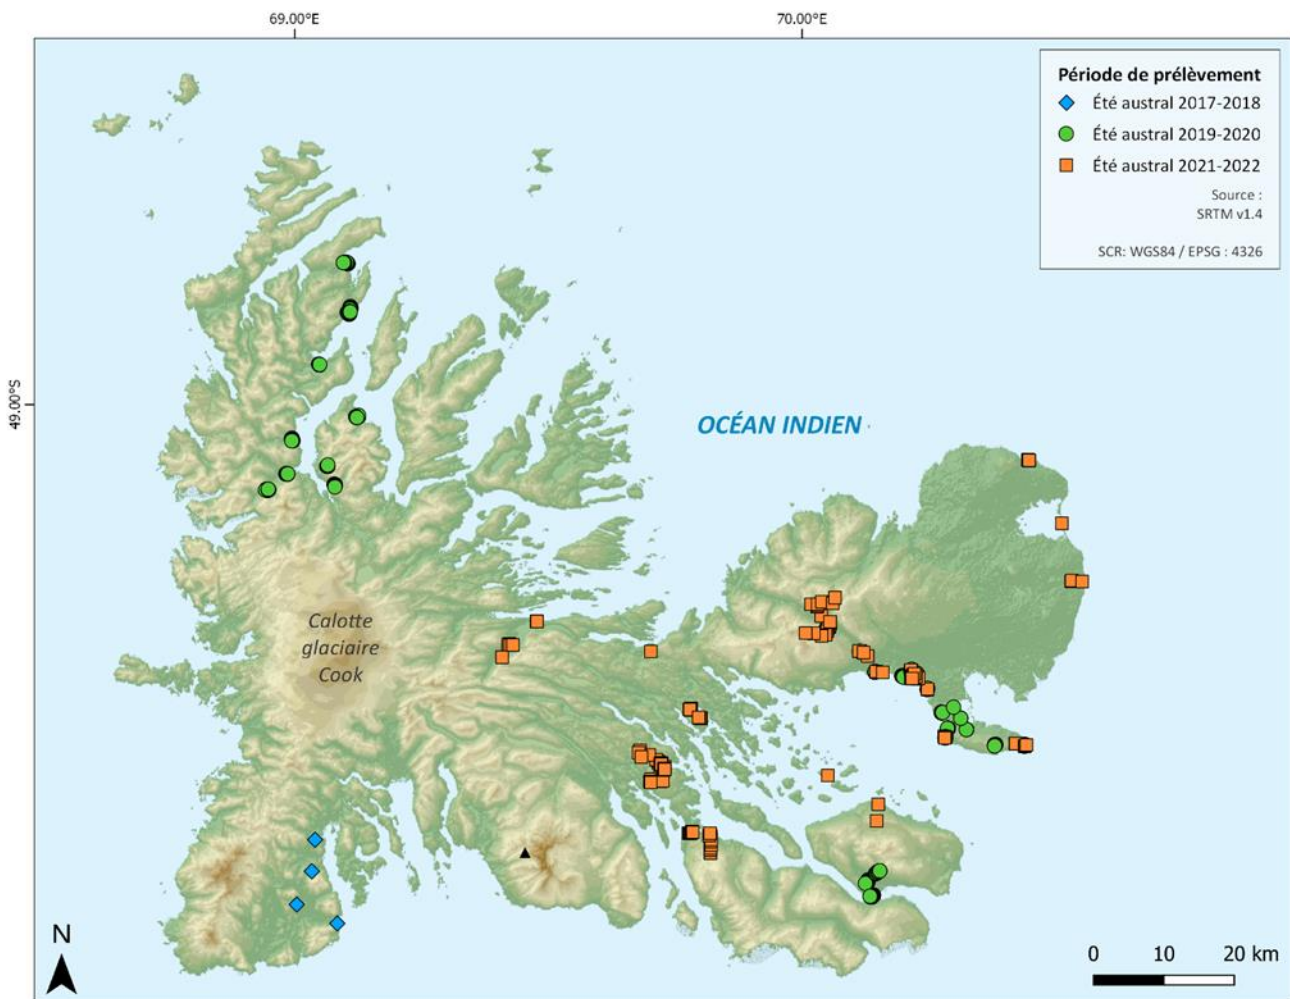 69.00°E
70.00°E
Période de prélèvement
Été austral 2017-2018
Été austral 2019-2020
Été austral 2021-2022
Source :
SRTM v1.4
SCR: WGS84 / EPSG : 4326
49.00°S
OCÉAN INDIEN
Calotte
glaciaire
Cook
N
0 10 20 km